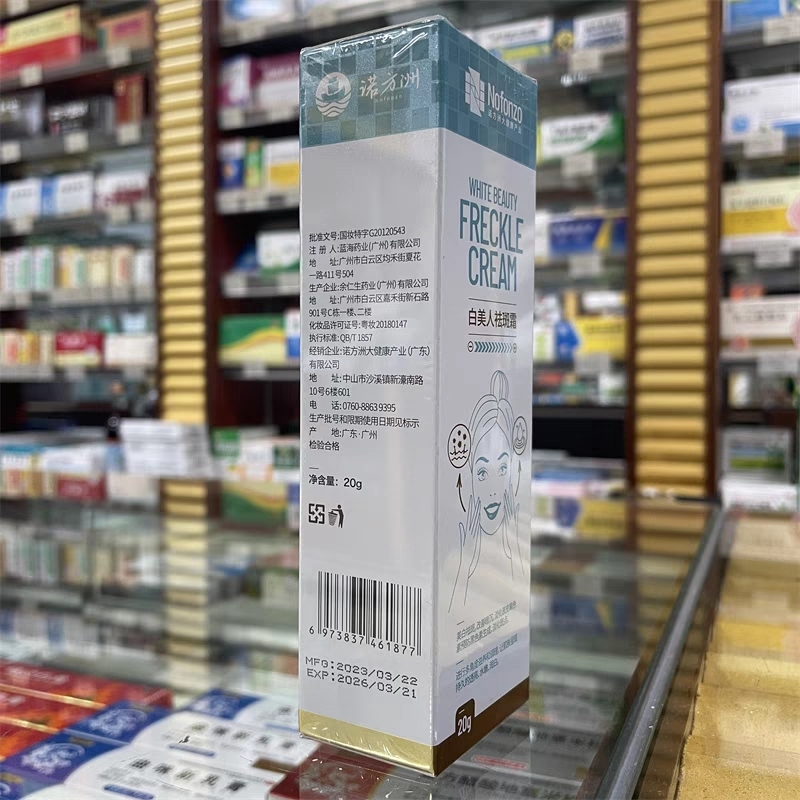 诺方洲
Nofonzo
诺方洲大健康产品
WHITE BEAUTY
FRECKLE
CREAM
白美人祛斑霜
20g
批准文号:国妆特字G20120543
注 册 人:蓝海药业(广州)有限公司
地 址:广州市白云区均禾街夏花
一路411号504
生产企业:余仁生药业(广州)有限公司
地 址:广州市白云区嘉禾街新石路
901号C栋一楼、二楼
化妆品许可证号:粤妆20180147
执行标准:QB/T 1857
经销企业:诺方洲大健康产业(广东)
有限公司
地 址:中山市沙溪镇新濠南路
10号6楼601
电 话:0760-8863 9395
生产批号和限期使用日期见标示
产 地:广东·广州
检验合格
净含量:20g
6 973837 461877
MFG:2023/03/22
EXP:2026/03/21